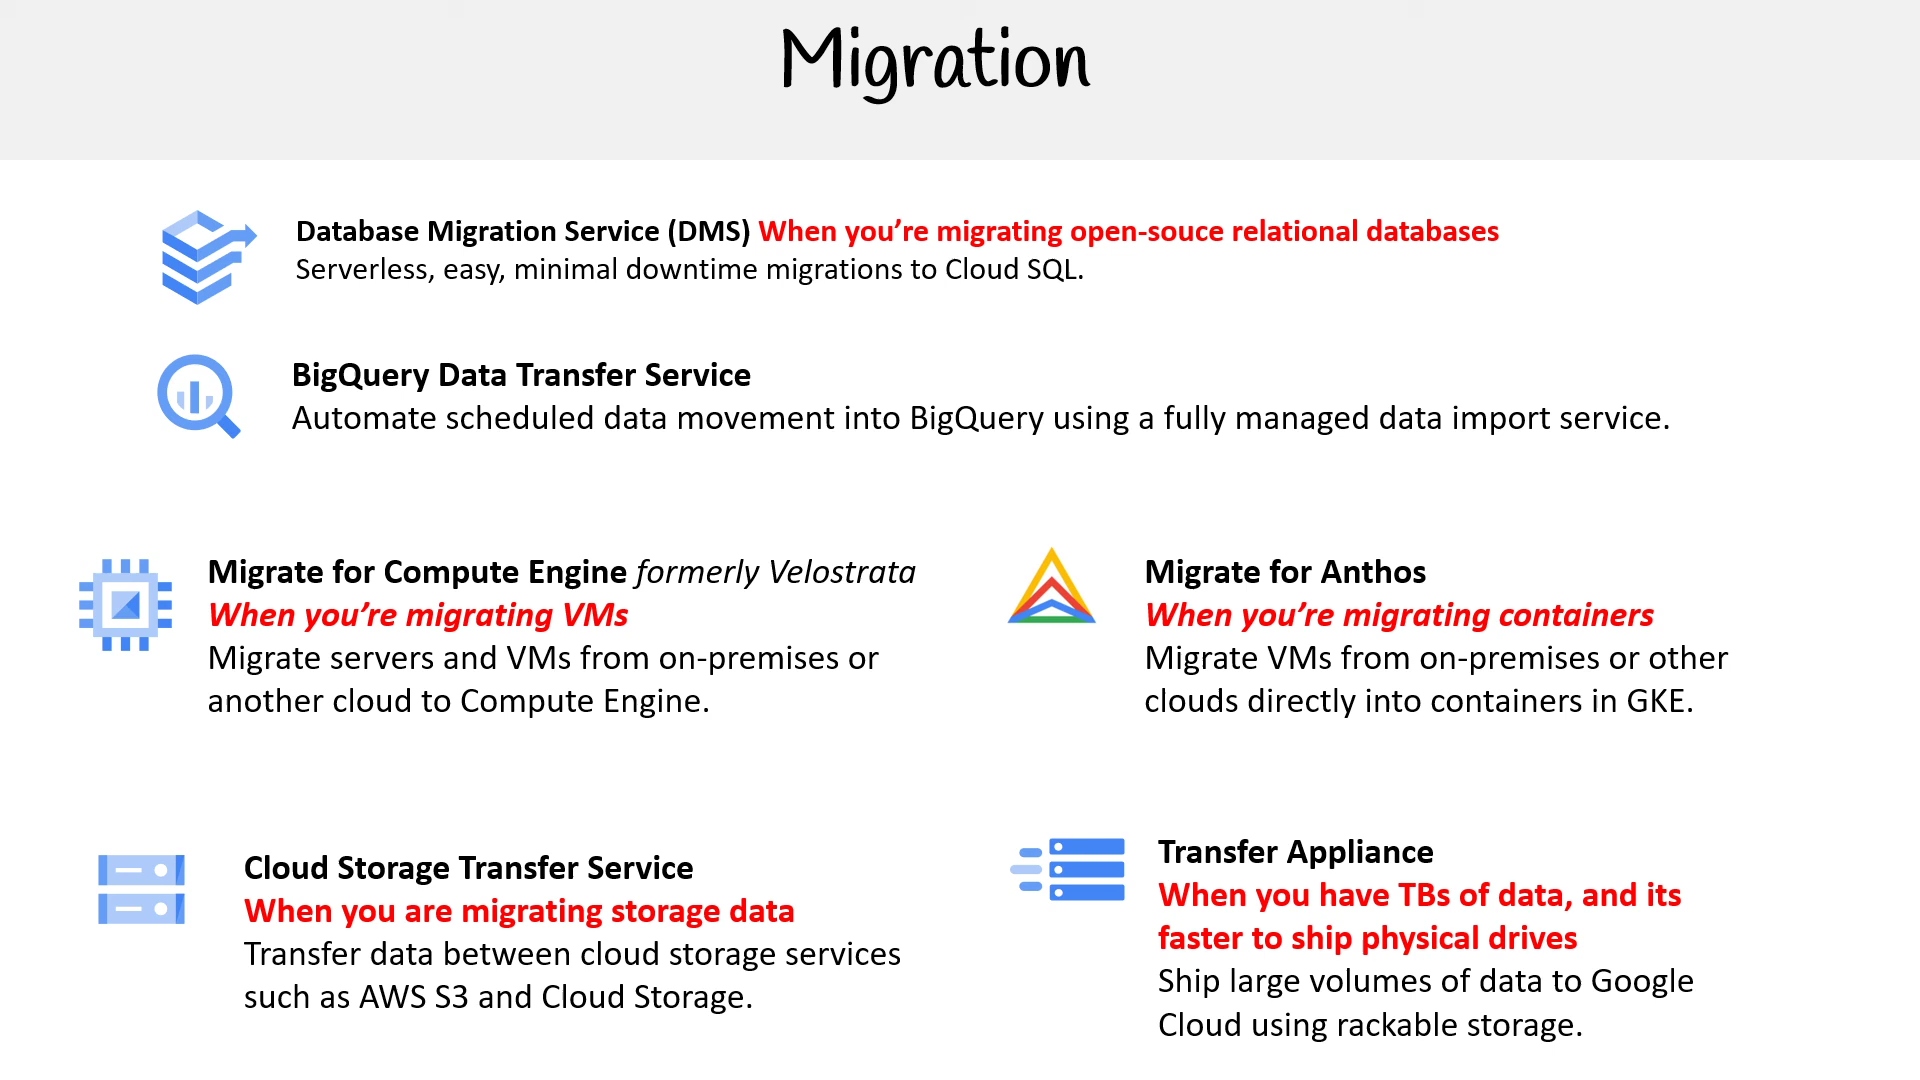 Migration
Database Migration Service (DMS) When you’re migrating open-souce relational databases
Serverless, easy, minimal downtime migrations to Cloud SQL.
BigQuery Data Transfer Service
Automate scheduled data movement into BigQuery using a fully managed data import service.
Migrate for Compute Engine formerly Velostrata
When you’re migrating VMs
Migrate servers and VMs from on-premises or
another cloud to Compute Engine.
Migrate for Anthos
When you’re migrating containers
Migrate VMs from on-premises or other
clouds directly into containers in GKE.
Cloud Storage Transfer Service
When you are migrating storage data
Transfer data between cloud storage services
such as AWS S3 and Cloud Storage.
Transfer Appliance
When you have TBs of data, and its
faster to ship physical drives
Ship large volumes of data to Google
Cloud using rackable storage.